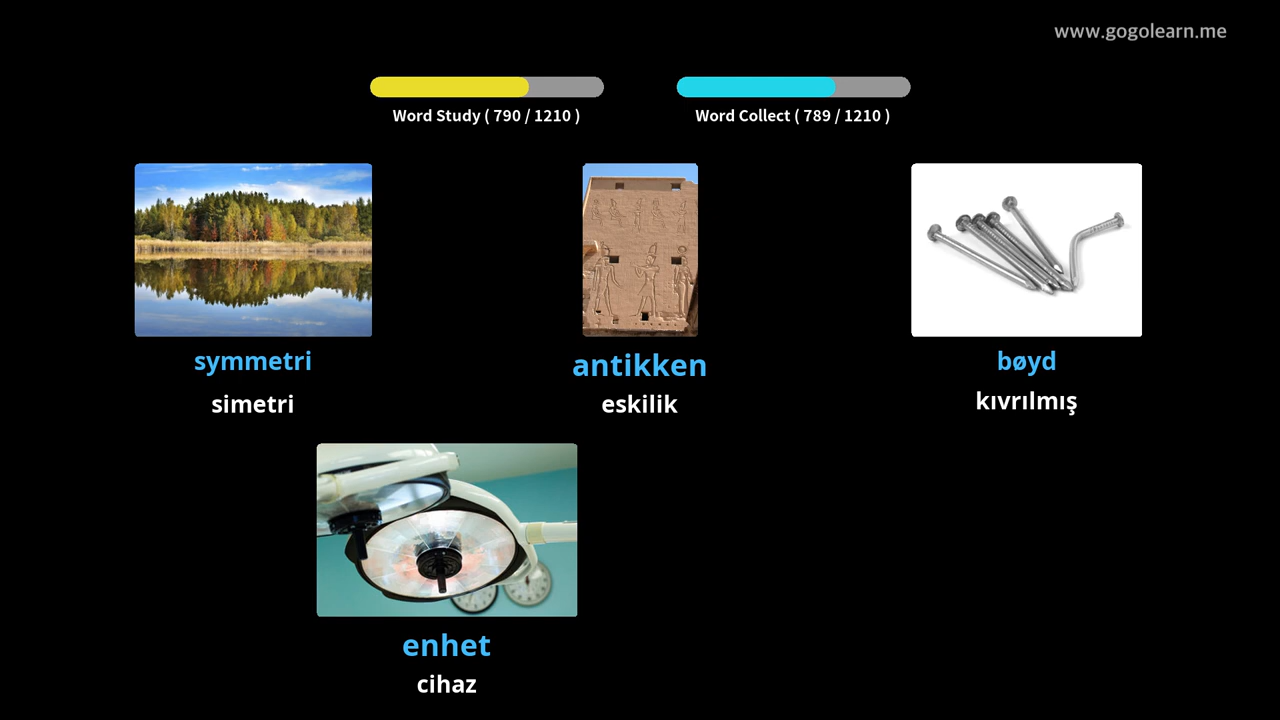 www.gogolearn.me
Word Study ( 790 / 1210 )
Word Collect ( 789 / 1210 )
symmetri
simetri
antikken
eskilik
bøyd
kıvrılmış
enhet
cihaz